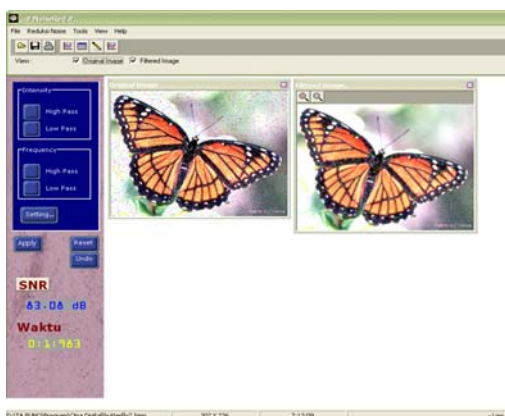 File Reduksi Noise Tools View Help
View : Original Image Filtered Image
Intensity
High Pass
Low Pass
Frequency
High Pass
Low Pass
Setting..
Apply Reset
Undo
SNR
83.08 dB
Waktu
0:1:983
Original Image
Filtered Image